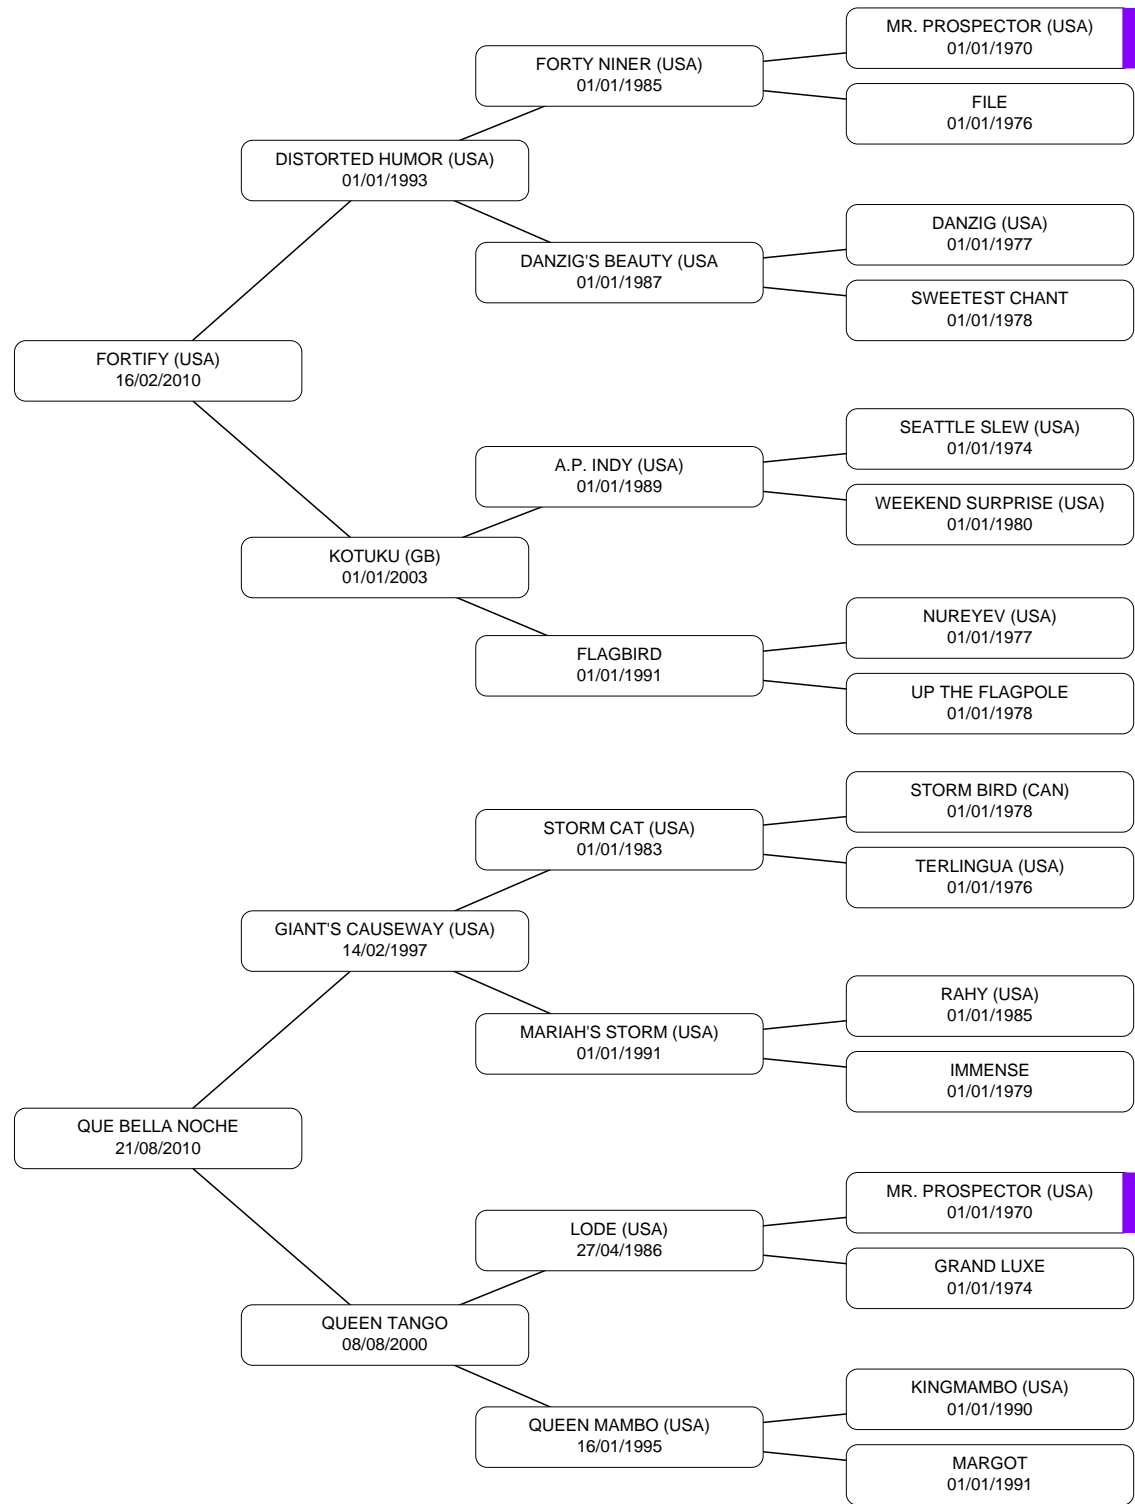 MR. PROSPECTOR (USA)
01/01/1970
FORTY NINER (USA)
01/01/1985
FILE
01/01/1976
DISTORTED HUMOR (USA)
01/01/1993
DANZIG (USA)
01/01/1977
DANZIG'S BEAUTY (USA
01/01/1987
SWEETEST CHANT
01/01/1978
FORTIFY (USA)
16/02/2010
SEATTLE SLEW (USA)
01/01/1974
A.P. INDY (USA)
01/01/1989
WEEKEND SURPRISE (USA)
01/01/1980
KOTUKU (GB)
01/01/2003
NUREYEV (USA)
01/01/1977
FLAGBIRD
01/01/1991
UP THE FLAGPOLE
01/01/1978
STORM BIRD (CAN)
01/01/1978
STORM CAT (USA)
01/01/1983
TERLINGUA (USA)
01/01/1976
GIANT'S CAUSEWAY (USA)
14/02/1997
RAHY (USA)
01/01/1985
MARIAH'S STORM (USA)
01/01/1991
IMMENSE
01/01/1979
QUE BELLA NOCHE
21/08/2010
MR. PROSPECTOR (USA)
01/01/1970
LODE (USA)
27/04/1986
GRAND LUXE
01/01/1974
QUEEN TANGO
08/08/2000
KINGMAMBO (USA)
01/01/1990
QUEEN MAMBO (USA)
16/01/1995
MARGOT
01/01/1991